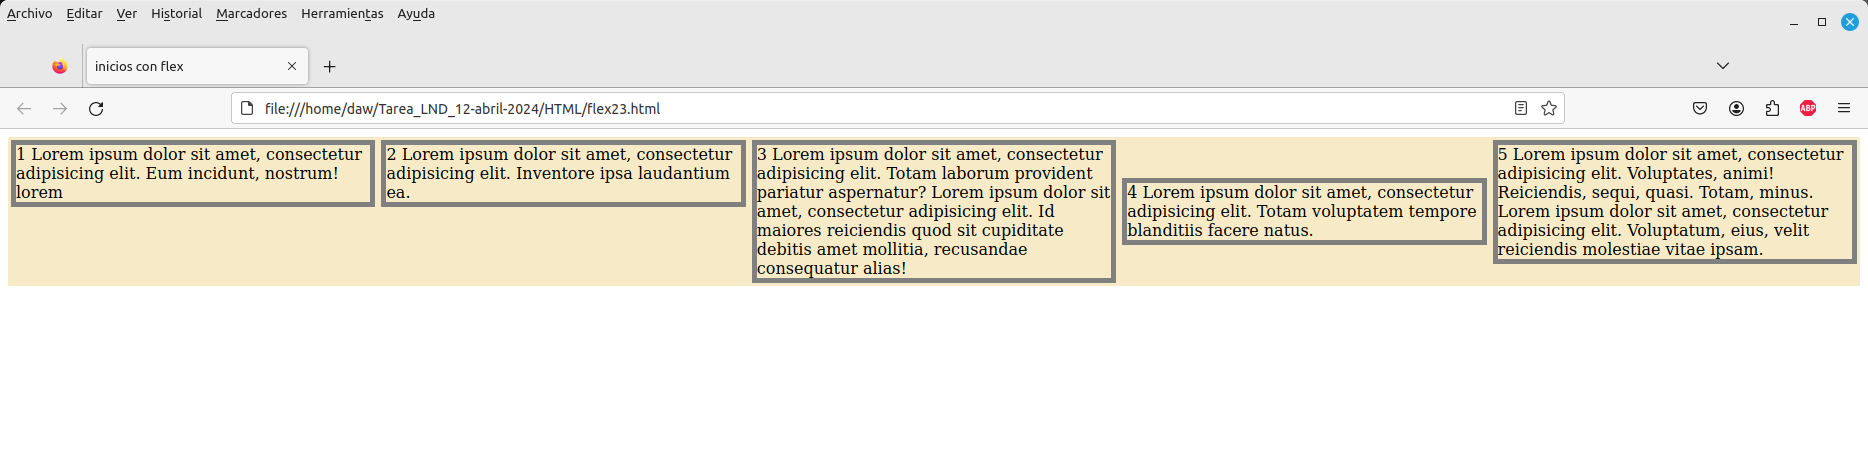 Archivo Editar Ver Historial Marcadores Herramientas Ayuda
inicios con flex
file:///home/daw/Tarea_LND_12-abril-2024/HTML/flex23.html
ABP
1 Lorem ipsum dolor sit amet, consectetur
adipisicing elit. Eum incidunt, nostrum!
lorem
2 Lorem ipsum dolor sit amet, consectetur
adipisicing elit. Inventore ipsa laudantium
ea.
3 Lorem ipsum dolor sit amet, consectetur
adipisicing elit. Totam laborum provident
pariatur aspernatur? Lorem ipsum dolor sit
amet, consectetur adipisicing elit. Id
maiores reiciendis quod sit cupiditate
debitis amet mollitia, recusandae
consequatur alias!
4 Lorem ipsum dolor sit amet, consectetur
adipisicing elit. Totam voluptatem tempore
blanditiis facere natus.
5 Lorem ipsum dolor sit amet, consectetur
adipisicing elit. Voluptates, animi!
Reiciendis, sequi, quasi. Totam, minus.
Lorem ipsum dolor sit amet, consectetur
adipisicing elit. Voluptatum, eius, velit
reiciendis molestiae vitae ipsam.